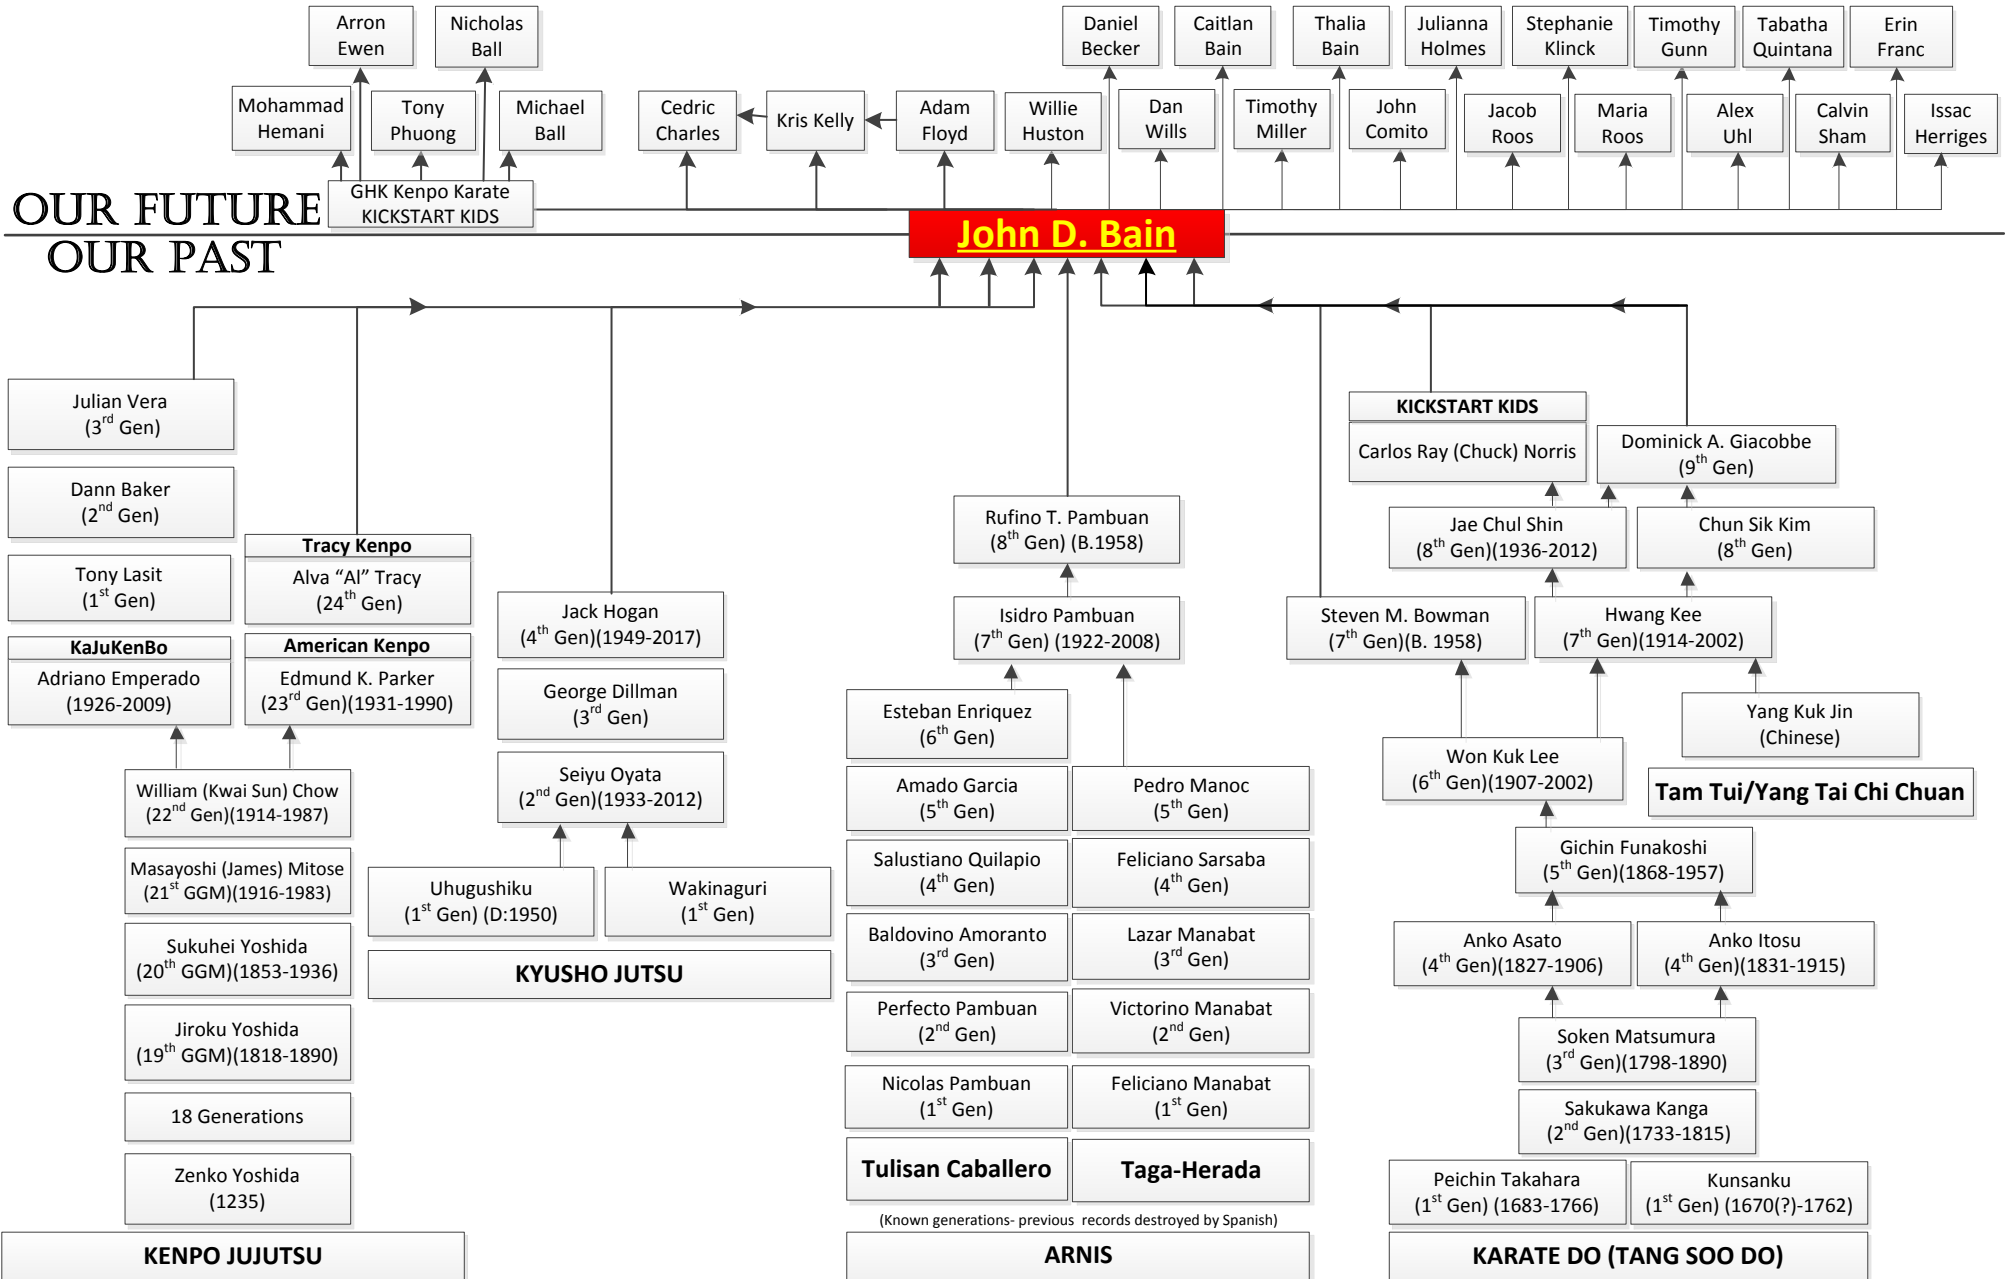 Arron
Ewen
Nicholas
Ball
Daniel
Becker
Caitlan
Bain
Thalia
Bain
Julianna
Holmes
Stephanie
Klinck
Timothy
Gunn
Tabatha
Quintana
Erin
Franc
Mohammad
Hemani
Tony
Phuong
Michael
Ball
Cedric
Charles
Kris Kelly
Adam
Floyd
Willie
Huston
Dan
Wills
Timothy
Miller
John
Comito
Jacob
Roos
Maria
Roos
Alex
Uhl
Calvin
Sham
Issac
Herriges
GHK Kenpo Karate
KICKSTART KIDS
OUR FUTURE
John D. Bain
OUR PAST
Julian Vera
(3rd Gen)
Dann Baker
(2nd Gen)
Tony Lasit
(1st Gen)
KaJuKenBo
Adriano Emperado
(1926-2009)
Tracy Kenpo
Alva “Al” Tracy
(24th Gen)
American Kenpo
Edmund K. Parker
(23rd Gen)(1931-1990)
William (Kwai Sun) Chow
(22nd Gen)(1914-1987)
Masayoshi (James) Mitose
(21st GGM)(1916-1983)
Sukuhei Yoshida
(20th GGM)(1853-1936)
Jiroku Yoshida
(19th GGM)(1818-1890)
18 Generations
Zenko Yoshida
(1235)
KENPO JUJUTSU
Jack Hogan
(4th Gen)(1949-2017)
George Dillman
(3rd Gen)
Seiyu Oyata
(2nd Gen)(1933-2012)
Uhugushiku
(1st Gen) (D:1950)
Wakinaguri
(1st Gen)
KYUSHO JUTSU
Rufino T. Pambuan
(8th Gen) (B.1958)
Isidro Pambuan
(7th Gen) (1922-2008)
Esteban Enriquez
(6th Gen)
Amado Garcia
(5th Gen)
Salustiano Quilapio
(4th Gen)
Baldovino Amoranto
(3rd Gen)
Perfecto Pambuan
(2nd Gen)
Nicolas Pambuan
(1st Gen)
Tulisan Caballero
Pedro Manoc
(5th Gen)
Feliciano Sarsaba
(4th Gen)
Lazar Manabat
(3rd Gen)
Victorino Manabat
(2nd Gen)
Feliciano Manabat
(1st Gen)
Taga-Herada
(Known generations- previous records destroyed by Spanish)
ARNIS
KICKSTART KIDS
Carlos Ray (Chuck) Norris
Dominick A. Giacobbe
(9th Gen)
Jae Chul Shin
(8th Gen)(1936-2012)
Chun Sik Kim
(8th Gen)
Steven M. Bowman
(7th Gen)(B. 1958)
Hwang Kee
(7th Gen)(1914-2002)
Yang Kuk Jin
(Chinese)
Tam Tui/Yang Tai Chi Chuan
Won Kuk Lee
(6th Gen)(1907-2002)
Gichin Funakoshi
(5th Gen)(1868-1957)
Anko Asato
(4th Gen)(1827-1906)
Anko Itosu
(4th Gen)(1831-1915)
Soken Matsumura
(3rd Gen)(1798-1890)
Sakukawa Kanga
(2nd Gen)(1733-1815)
Peichin Takahara
(1st Gen) (1683-1766)
Kunsanku
(1st Gen) (1670(?)-1762)
KARATE DO (TANG SOO DO)